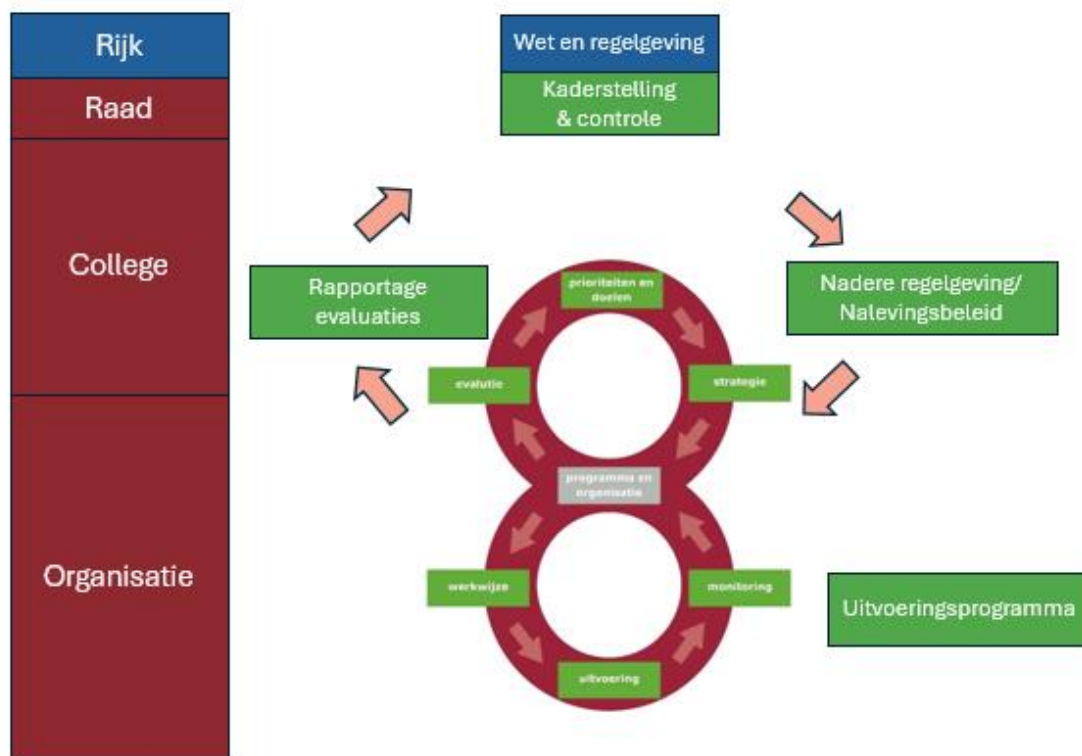 Rijk
Raad
College
Organisatie
Wet en regelgeving
Kaderstelling
& controle
Rapportage
evaluaties
Nadere regelgeving/
Nalevingsbeleid
prioriteiten en
doelen
evalutie
strategie
programma en
organisatie
werkwijze
monitoring
uitvoering
Uitvoeringsprogramma